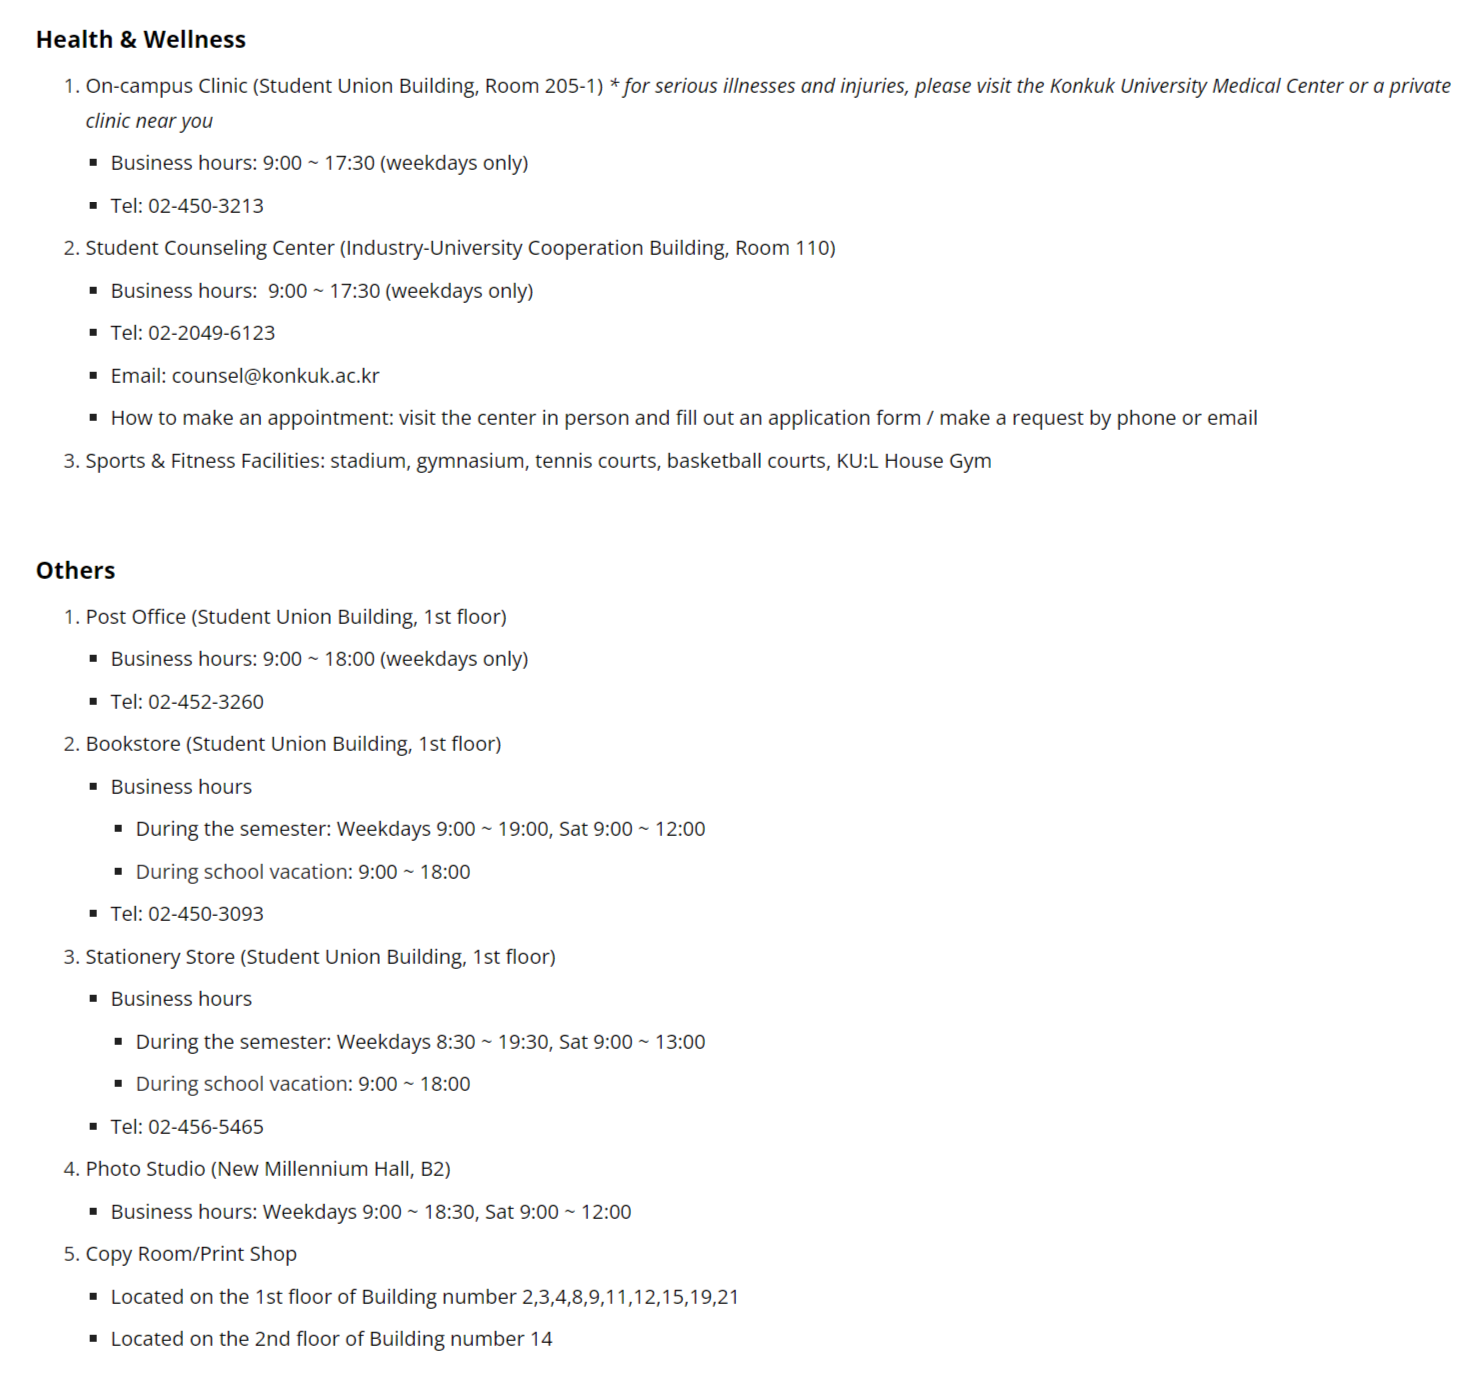 Health & Wellness
1. On-campus Clinic (Student Union Building, Room 205-1) * for serious illnesses and injuries, please visit the Konkuk University Medical Center or a private
clinic near you
▪ Business hours: 9:00 ~ 17:30 (weekdays only)
▪ Tel: 02-450-3213
2. Student Counseling Center (Industry-University Cooperation Building, Room 110)
▪ Business hours:  9:00 ~ 17:30 (weekdays only)
▪ Tel: 02-2049-6123
▪ Email: counsel@konkuk.ac.kr
▪ How to make an appointment: visit the center in person and fill out an application form / make a request by phone or email
3. Sports & Fitness Facilities: stadium, gymnasium, tennis courts, basketball courts, KU:L House Gym
Others
1. Post Office (Student Union Building, 1st floor)
▪ Business hours: 9:00 ~ 18:00 (weekdays only)
▪ Tel: 02-452-3260
2. Bookstore (Student Union Building, 1st floor)
▪ Business hours
▪ During the semester: Weekdays 9:00 ~ 19:00, Sat 9:00 ~ 12:00
▪ During school vacation: 9:00 ~ 18:00
▪ Tel: 02-450-3093
3. Stationery Store (Student Union Building, 1st floor)
▪ Business hours
▪ During the semester: Weekdays 8:30 ~ 19:30, Sat 9:00 ~ 13:00
▪ During school vacation: 9:00 ~ 18:00
▪ Tel: 02-456-5465
4. Photo Studio (New Millennium Hall, B2)
▪ Business hours: Weekdays 9:00 ~ 18:30, Sat 9:00 ~ 12:00
5. Copy Room/Print Shop
▪ Located on the 1st floor of Building number 2,3,4,8,9,11,12,15,19,21
▪ Located on the 2nd floor of Building number 14